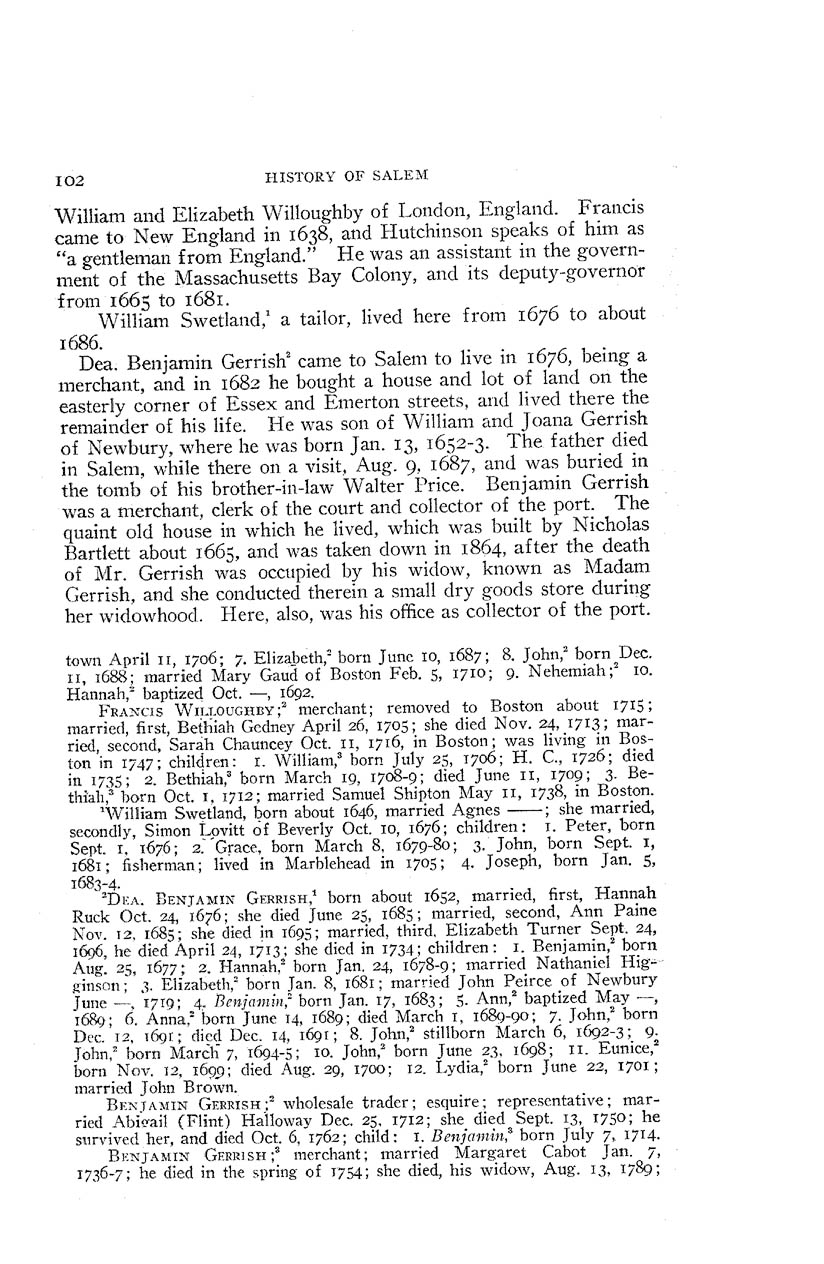 102 HISTORY OF SALEM
William and Elizabeth Willoughby of London, England. Francis
came to New England in 1638, and Hutchinson speaks of him as
“a gentleman from England.” He was an assistant in the govern-
ment of the Massachusetts Bay Colony, and its deputy-governor
from 1665 to 1681.
William Swetland,¹ a tailor, lived here from 1676 to about
1686.
Dea. Benjamin Gerrish² came to Salem to live in 1676, being a
merchant, and in 1682 he bought a house and lot of land on the
easterly corner of Essex and Emerton streets, and lived there the
remainder of his life. He was son of William and Joana Gerrish
of Newbury, where he was born Jan. 13, 1652-3. The father died
in Salem, while there on a visit, Aug. 9, 1687, and was buried in
the tomb of his brother-in-law Walter Price. Benjamin Gerrish
was a merchant, clerk of the court and collector of the port. The
quaint old house in which he lived, which was built by Nicholas
Bartlett about 1665, and was taken down in 1864, after the death
of Mr. Gerrish was occupied by his widow, known as Madam
Gerrish, and she conducted therein a small dry goods store during
her widowhood. Here, also, was his office as collector of the port.
town April 11, 1706; 7. Elizabeth,² born June 10, 1687; 8. John,² born Dec.
11, 1688; married Mary Gaud of Boston Feb. 5, 1710; 9. Nehemiah;² 10.
Hannah,² baptized Oct. —, 1692.
FRANCIS WILLOUGHBY;² merchant; removed to Boston about 1715;
married, first, Bethiah Gedney April 26, 1705; she died Nov. 24, 1713; mar-
ried, second, Sarah Chauncey Oct. 11, 1716, in Boston; was living in Bos-
ton in 1747; children: 1. William,³ born July 25, 1706; H. C., 1726; died
in 1735; 2. Bethiah,³ born March 19, 1708-9; died June 11, 1709; 3. Be-
thiah,³ born Oct. 1, 1712; married Samuel Shipton May 11, 1738, in Boston.
¹William Swetland, born about 1646, married Agnes ——; she married,
secondly, Simon Lovitt of Beverly Oct. 10, 1676; children: 1. Peter, born
Sept. 1, 1676; 2. Grace, born March 8, 1679-80; 3. John, born Sept. 1,
1681; fisherman; lived in Marblehead in 1705; 4. Joseph, born Jan. 5,
1683-4.
²DEA. BENJAMIN GERRISH,¹ born about 1652, married, first, Hannah
Ruck Oct. 24, 1676; she died June 25, 1685; married, second, Ann Paine
Nov. 12, 1685; she died in 1695; married, third, Elizabeth Turner Sept. 24,
1696, he died April 24, 1713; she died in 1734; children: 1. Benjamin,² born
Aug. 25, 1677; 2. Hannah,² born Jan. 24, 1678-9; married Nathaniel Hig-
ginson; 3. Elizabeth,² born Jan. 8, 1681; married John Peirce of Newbury
June —, 1719; 4. Benjamin,² born Jan. 17, 1683; 5. Ann,² baptized May —,
1689; 6. Anna,² born June 14, 1689; died March 1, 1689-90; 7. John,² born
Dec. 12, 1691; died Dec. 14, 1691; 8. John,² stillborn March 6, 1692-3; 9.
John,² born March 7, 1694-5; 10. John,² born June 23, 1698; 11. Eunice,²
born Nov. 12, 1699; died Aug. 29, 1700; 12. Lydia,² born June 22, 1701;
married John Brown.
BENJAMIN GERRISH;² wholesale trader; esquire; representative; mar-
ried Abigail (Flint) Halloway Dec. 25, 1712; she died Sept. 13, 1750; he
survived her, and died Oct. 6, 1762; child: 1. Benjamin,³ born July 7, 1714.
BENJAMIN GERRISH;³ merchant; married Margaret Cabot Jan. 7,
1736-7; he died in the spring of 1754; she died, his widow, Aug. 13, 1789;